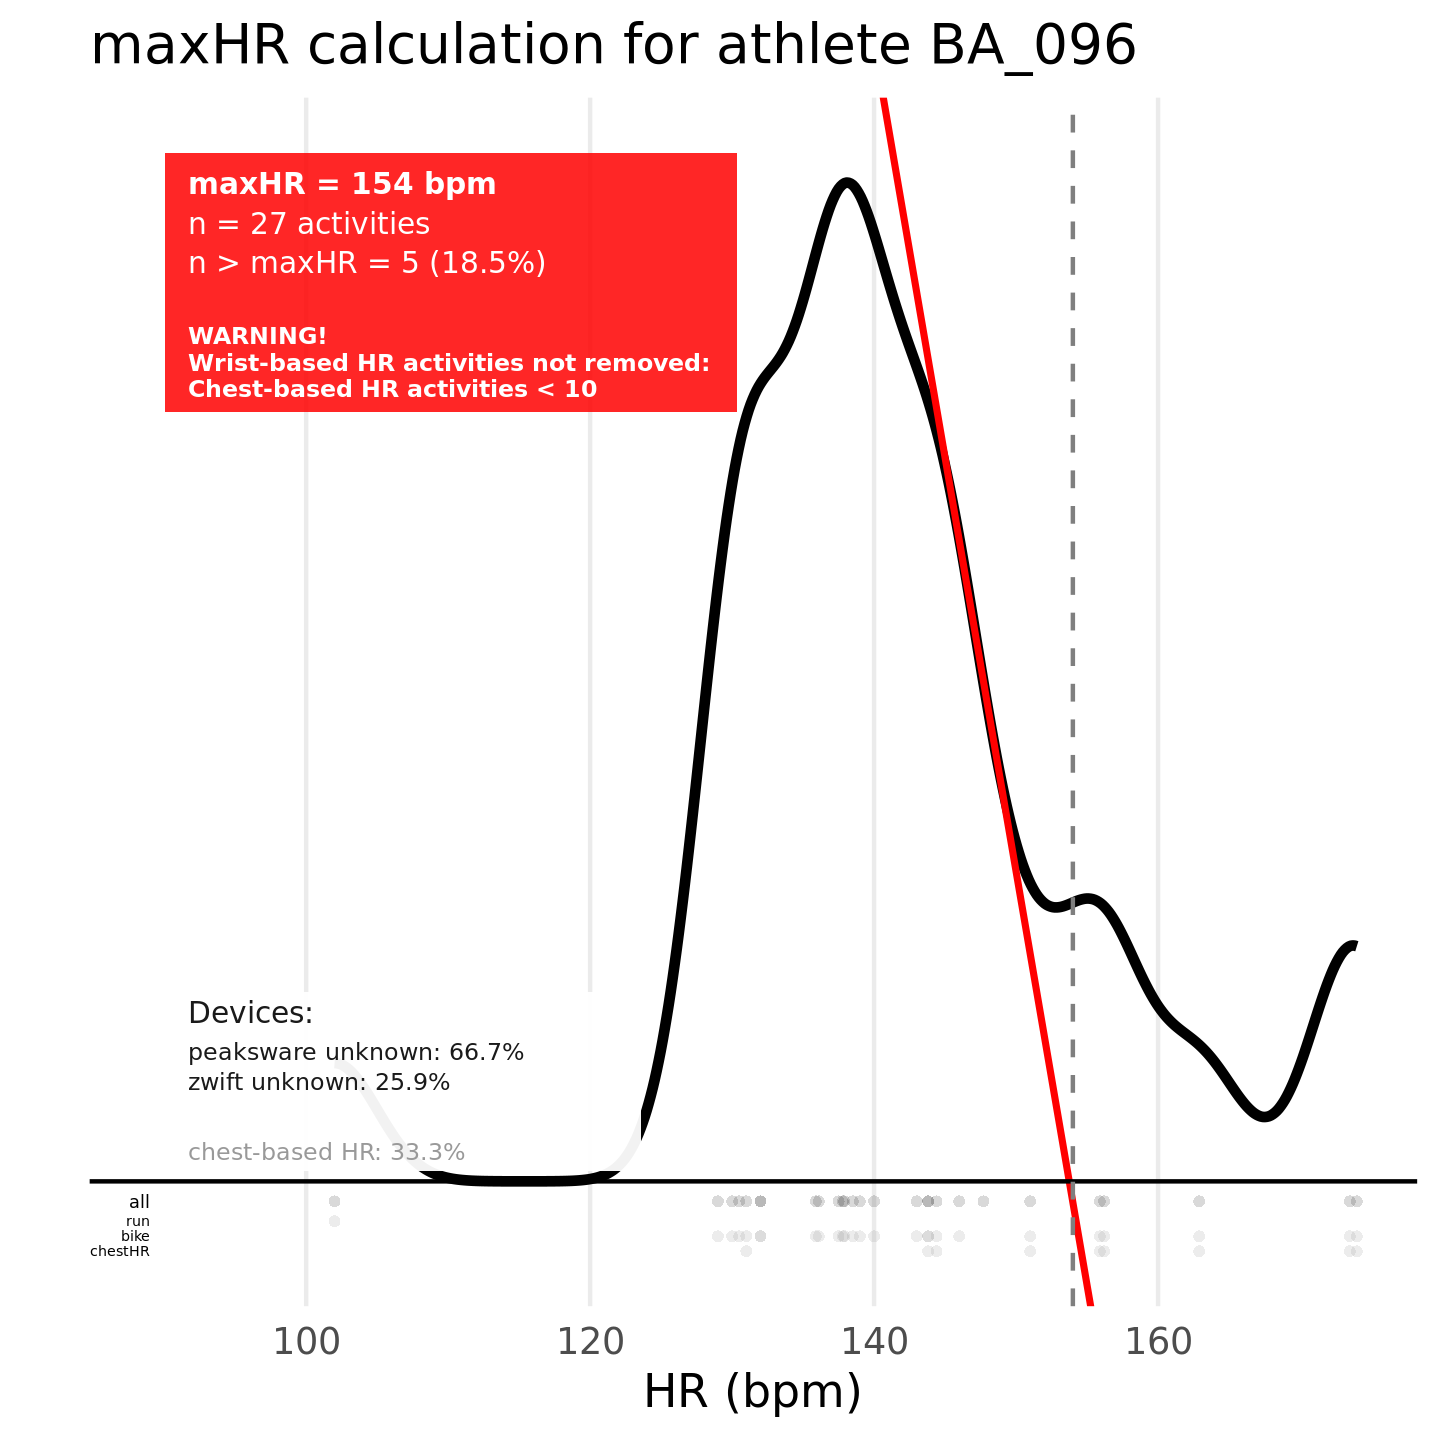 maxHR calculation for athlete BA_096
maxHR = 154 bpm
n = 27 activities
n > maxHR = 5 (18.5%)
WARNING!
Wrist-based HR activities not removed:
Chest-based HR activities < 10
Devices:
peaksware unknown: 66.7%
zwift unknown: 25.9%
chest-based HR: 33.3%
all
run
bike
chestHR
100 120 140 160
HR (bpm)